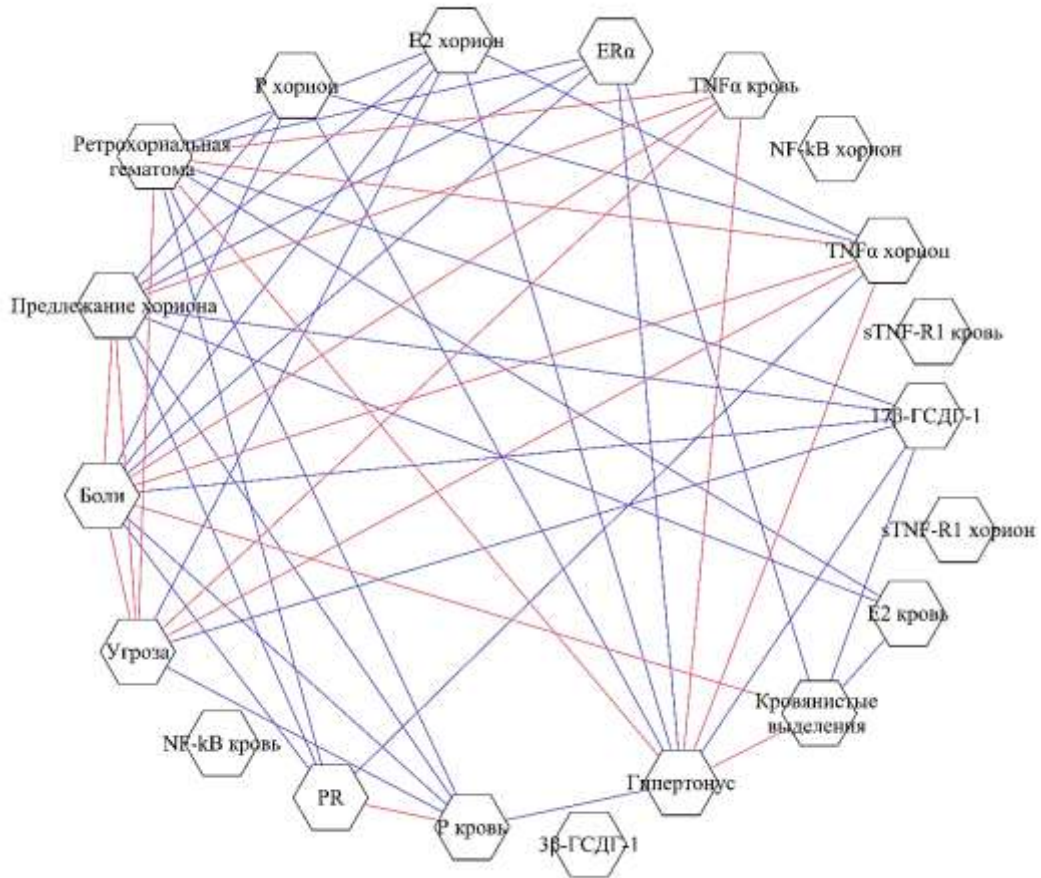 E2 хорион
ERα
P хорион
TNFα кровь
Ретрохориальная
гематома
NF-kB хорион
TNFα хорион
Предлежание хориона
sTNF-R1 кровь
17β-ГСДГ-1
Боли
sTNF-R1 хорион
E2 кровь
Угроза
Кровянистые
выделения
NF-kB кровь
Гипертонус
PR
P кровь
3β-ГСДГ-1